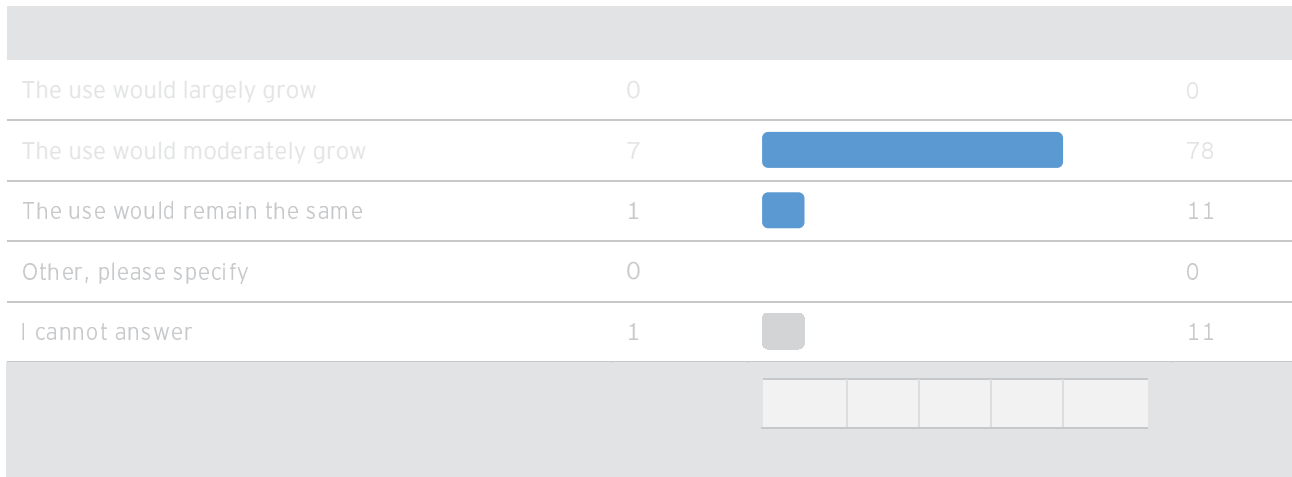 The use would largely grow 0 0
The use would moderately grow 7 78
The use would remain the same 1 11
Other, please specify 0 0
I cannot answer 1 11